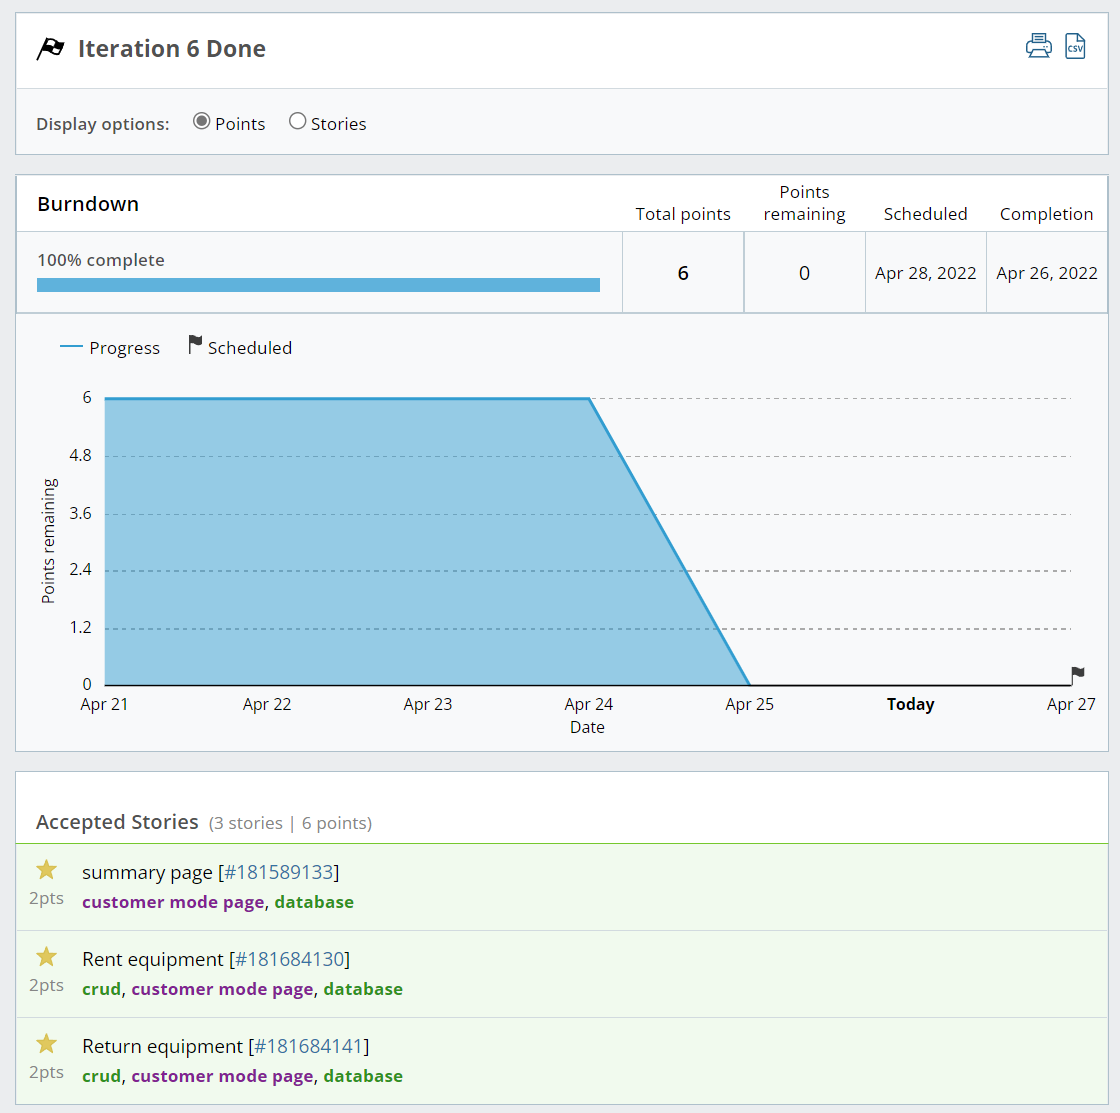 Iteration 6 Done
CSV
Display options: Points Stories
Burndown
Total points
Points remaining
Scheduled
Completion
100% complete
6
0
Apr 28, 2022
Apr 26, 2022
Progress Scheduled
6
4.8
3.6
2.4
1.2
0
Points remaining
Apr 21 Apr 22 Apr 23 Apr 24 Apr 25 Today Apr 27
Date
Accepted Stories (3 stories | 6 points)
summary page [#181589133]
2pts customer mode page, database
Rent equipment [#181684130]
2pts crud, customer mode page, database
Return equipment [#181684141]
2pts crud, customer mode page, database